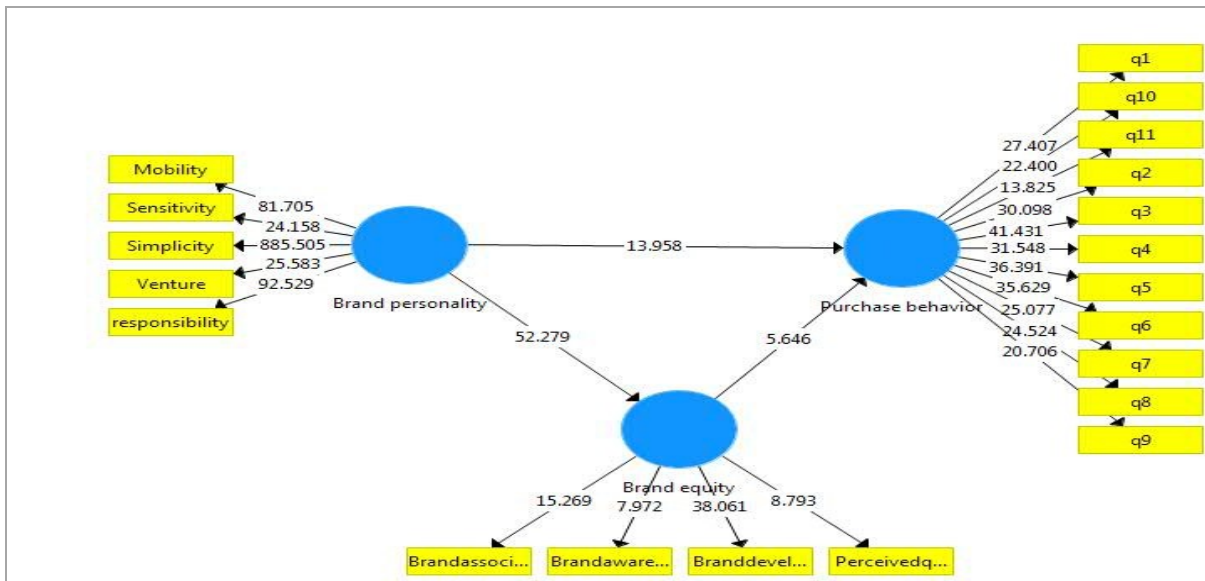 q1
q10
q11
q2
q3
q4
q5
q6
q7
q8
q9
27.407
22.400
13.825
30.098
41.431
31.548
36.391
35.629
25.077
24.524
20.706
Mobility
Sensitivity
Simplicity
Venture
responsibility
81.705
24.158
885.505
25.583
92.529
Brand personality
13.958
Purchase behavior
52.279
5.646
Brand equity
15.269
7.972
38.061
8.793
Brandassoci...
Brandaware...
Branddevel...
Perceivedq...